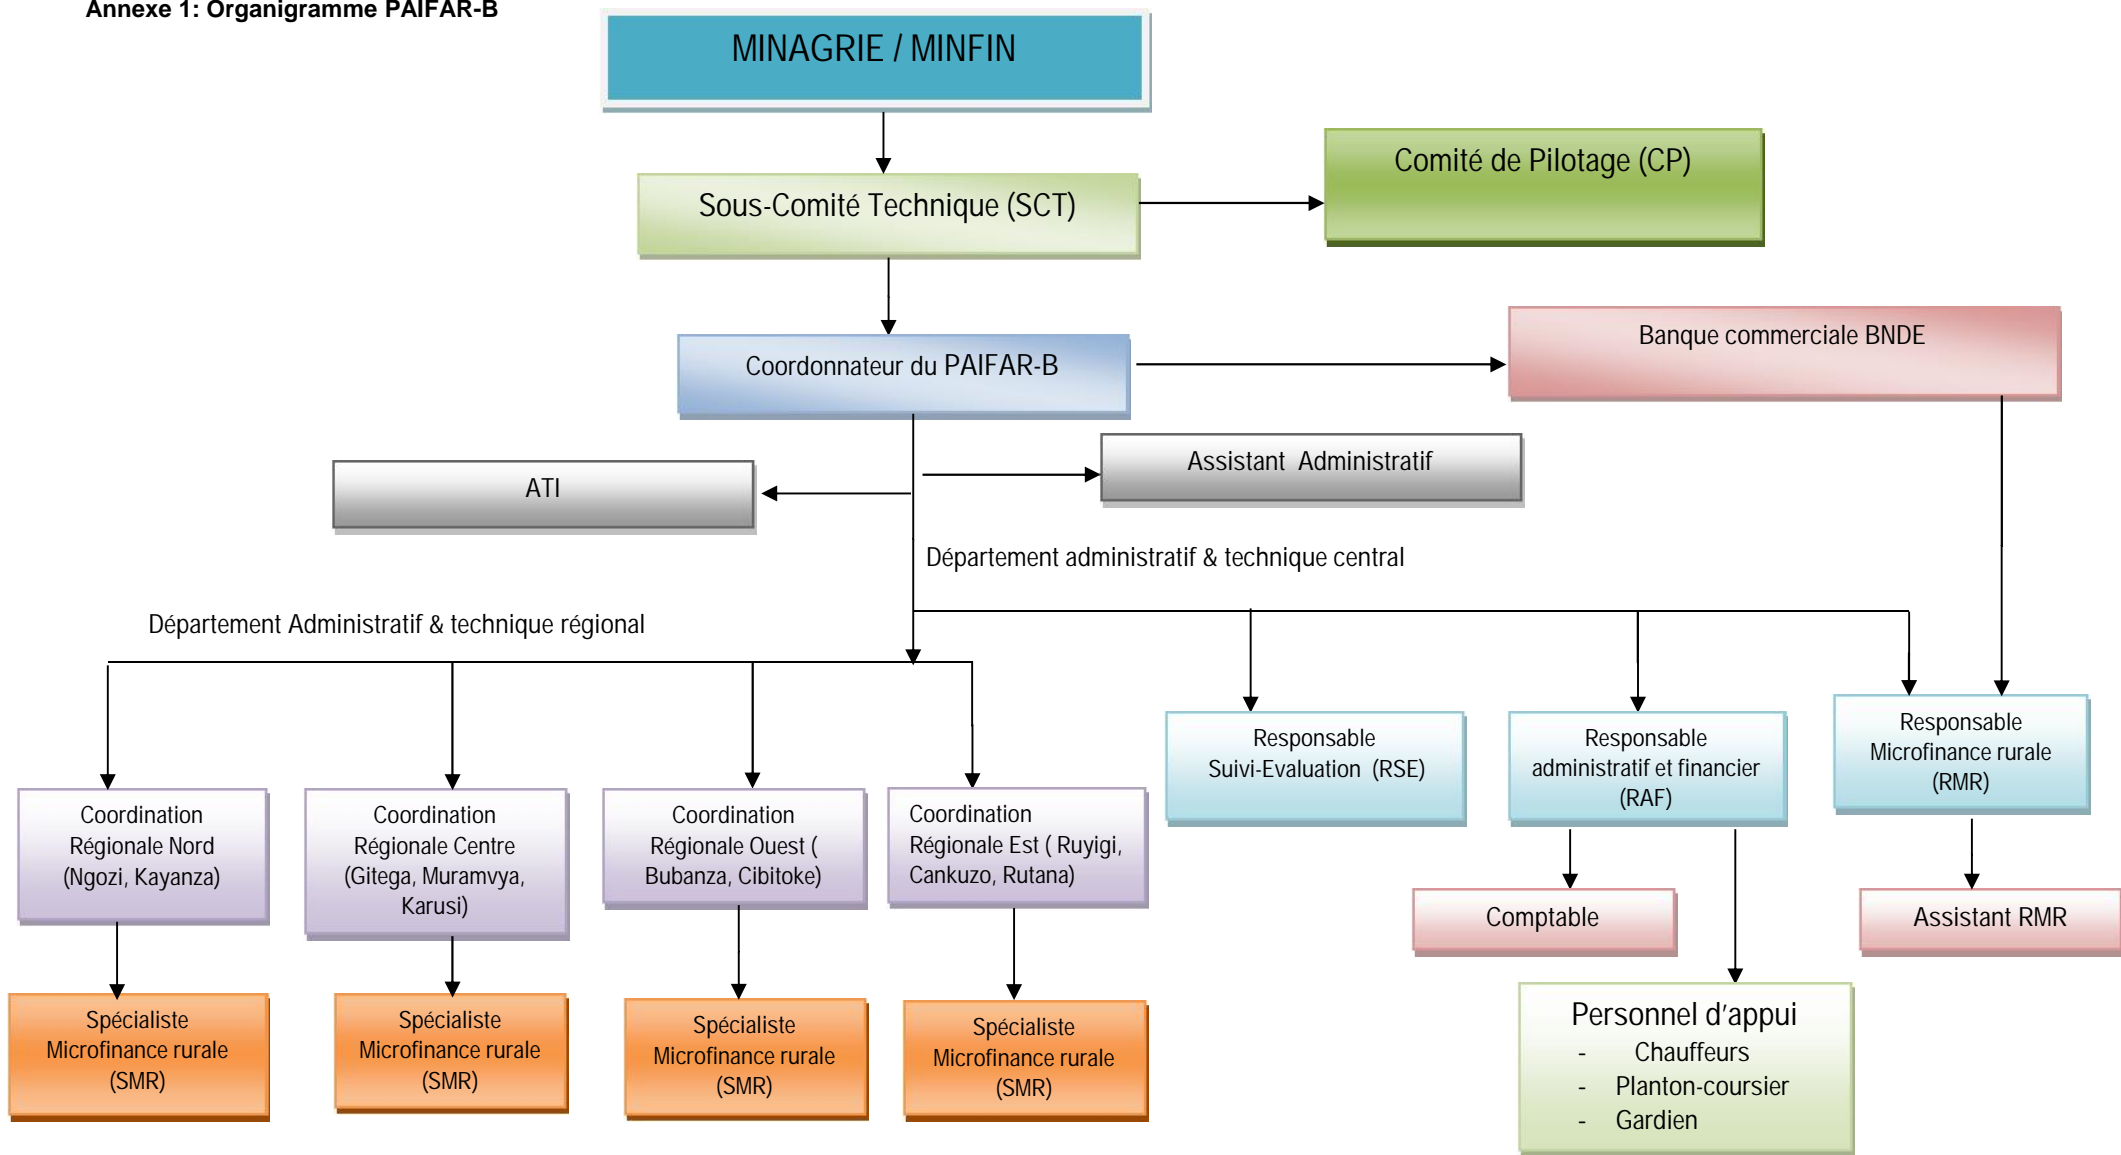 Annexe 1: Organigramme PAIFAR-B
MINAGRIE / MINFIN
Comité de Pilotage (CP)
Sous-Comité Technique (SCT)
Banque commerciale BNDE
Coordonnateur du PAIFAR-B
Assistant Administratif
ATI
Département administratif & technique central
Département Administratif & technique régional
Responsable
Suivi-Evaluation (RSE)
Responsable
administratif et financier
(RAF)
Responsable
Microfinance rurale
(RMR)
Coordination
Régionale Nord
(Ngozi, Kayanza)
Coordination
Régionale Centre
(Gitega, Muramvya,
Karusi)
Coordination
Régionale Ouest (
Bubanza, Cibitoke)
Coordination
Régionale Est ( Ruyigi,
Cankuzo, Rutana)
Comptable
Assistant RMR
Spécialiste
Microfinance rurale
(SMR)
Spécialiste
Microfinance rurale
(SMR)
Spécialiste
Microfinance rurale
(SMR)
Spécialiste
Microfinance rurale
(SMR)
Personnel d'appui
- Chauffeurs
- Planton-coursier
- Gardien